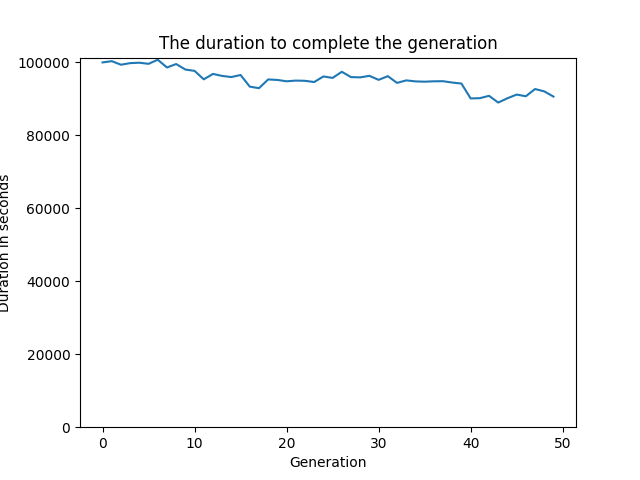 The duration to complete the generation
100000
80000
60000
40000
20000
0
Duration in seconds
0 10 20 30 40 50
Generation